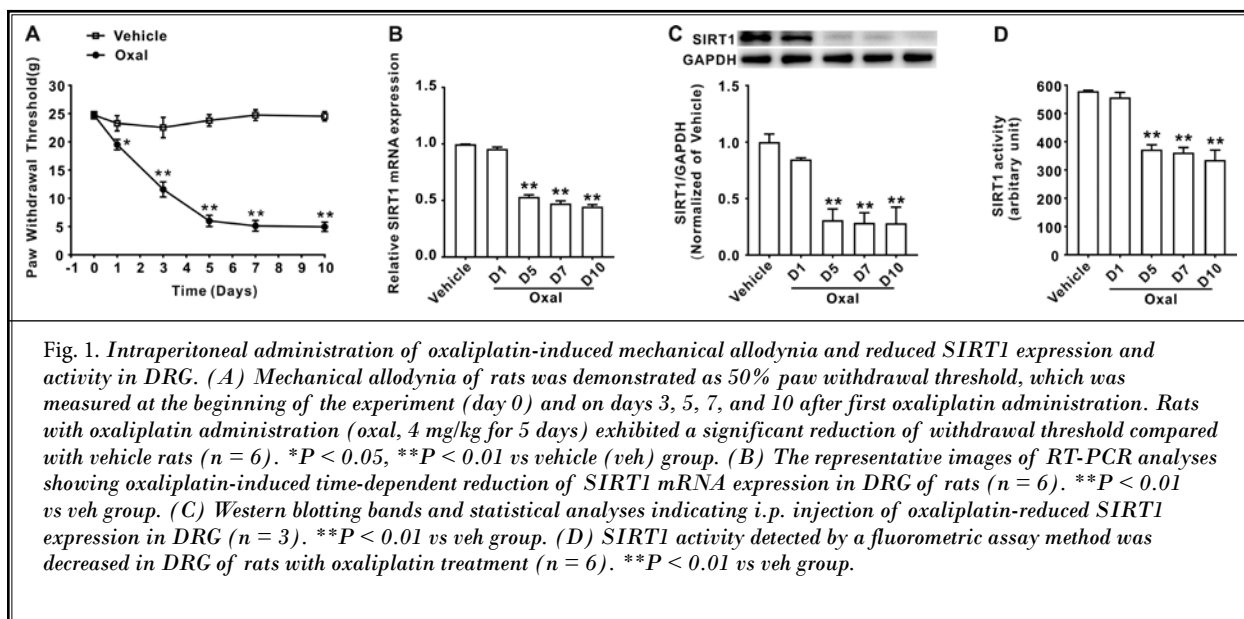 A
Vehicle
Oxal
Paw Withdrawal Threshold(g)
30
25
20
15
10
5
0
*
**
**
**
**
-1 0 1 2 3 4 5 6 7 8 9 10
Time (Days)
B
Relative SIRT1 mRNA expression
1.5
1.0
0.5
0.0
**
**
**
Vehicle
D1
D5
D7
D10
Oxal
C
SIRT1
GAPDH
SIRT1/GAPDH
(Normalized of Vehicle)
1.5
1.0
0.5
0.0
**
**
**
Vehicle
D1
D5
D7
D10
Oxal
D
SIRT1 activity
(arbitary unit)
600
500
400
300
200
100
0
**
**
**
Vehicle
D1
D5
D7
D10
Oxal
Fig. 1. Intraperitoneal administration of oxaliplatin-induced mechanical allodynia and reduced SIRT1 expression and
activity in DRG. (A) Mechanical allodynia of rats was demonstrated as 50% paw withdrawal threshold, which was
measured at the beginning of the experiment (day 0) and on days 3, 5, 7, and 10 after first oxaliplatin administration. Rats
with oxaliplatin administration (oxal, 4 mg/kg for 5 days) exhibited a significant reduction of withdrawal threshold compared
with vehicle rats (n = 6). *P < 0.05, **P < 0.01 vs vehicle (veh) group. (B) The representative images of RT-PCR analyses
showing oxaliplatin-induced time-dependent reduction of SIRT1 mRNA expression in DRG of rats (n = 6). **P < 0.01
vs veh group. (C) Western blotting bands and statistical analyses indicating i.p. injection of oxaliplatin-reduced SIRT1
expression in DRG (n = 3). **P < 0.01 vs veh group. (D) SIRT1 activity detected by a fluorometric assay method was
decreased in DRG of rats with oxaliplatin treatment (n = 6). **P < 0.01 vs veh group.